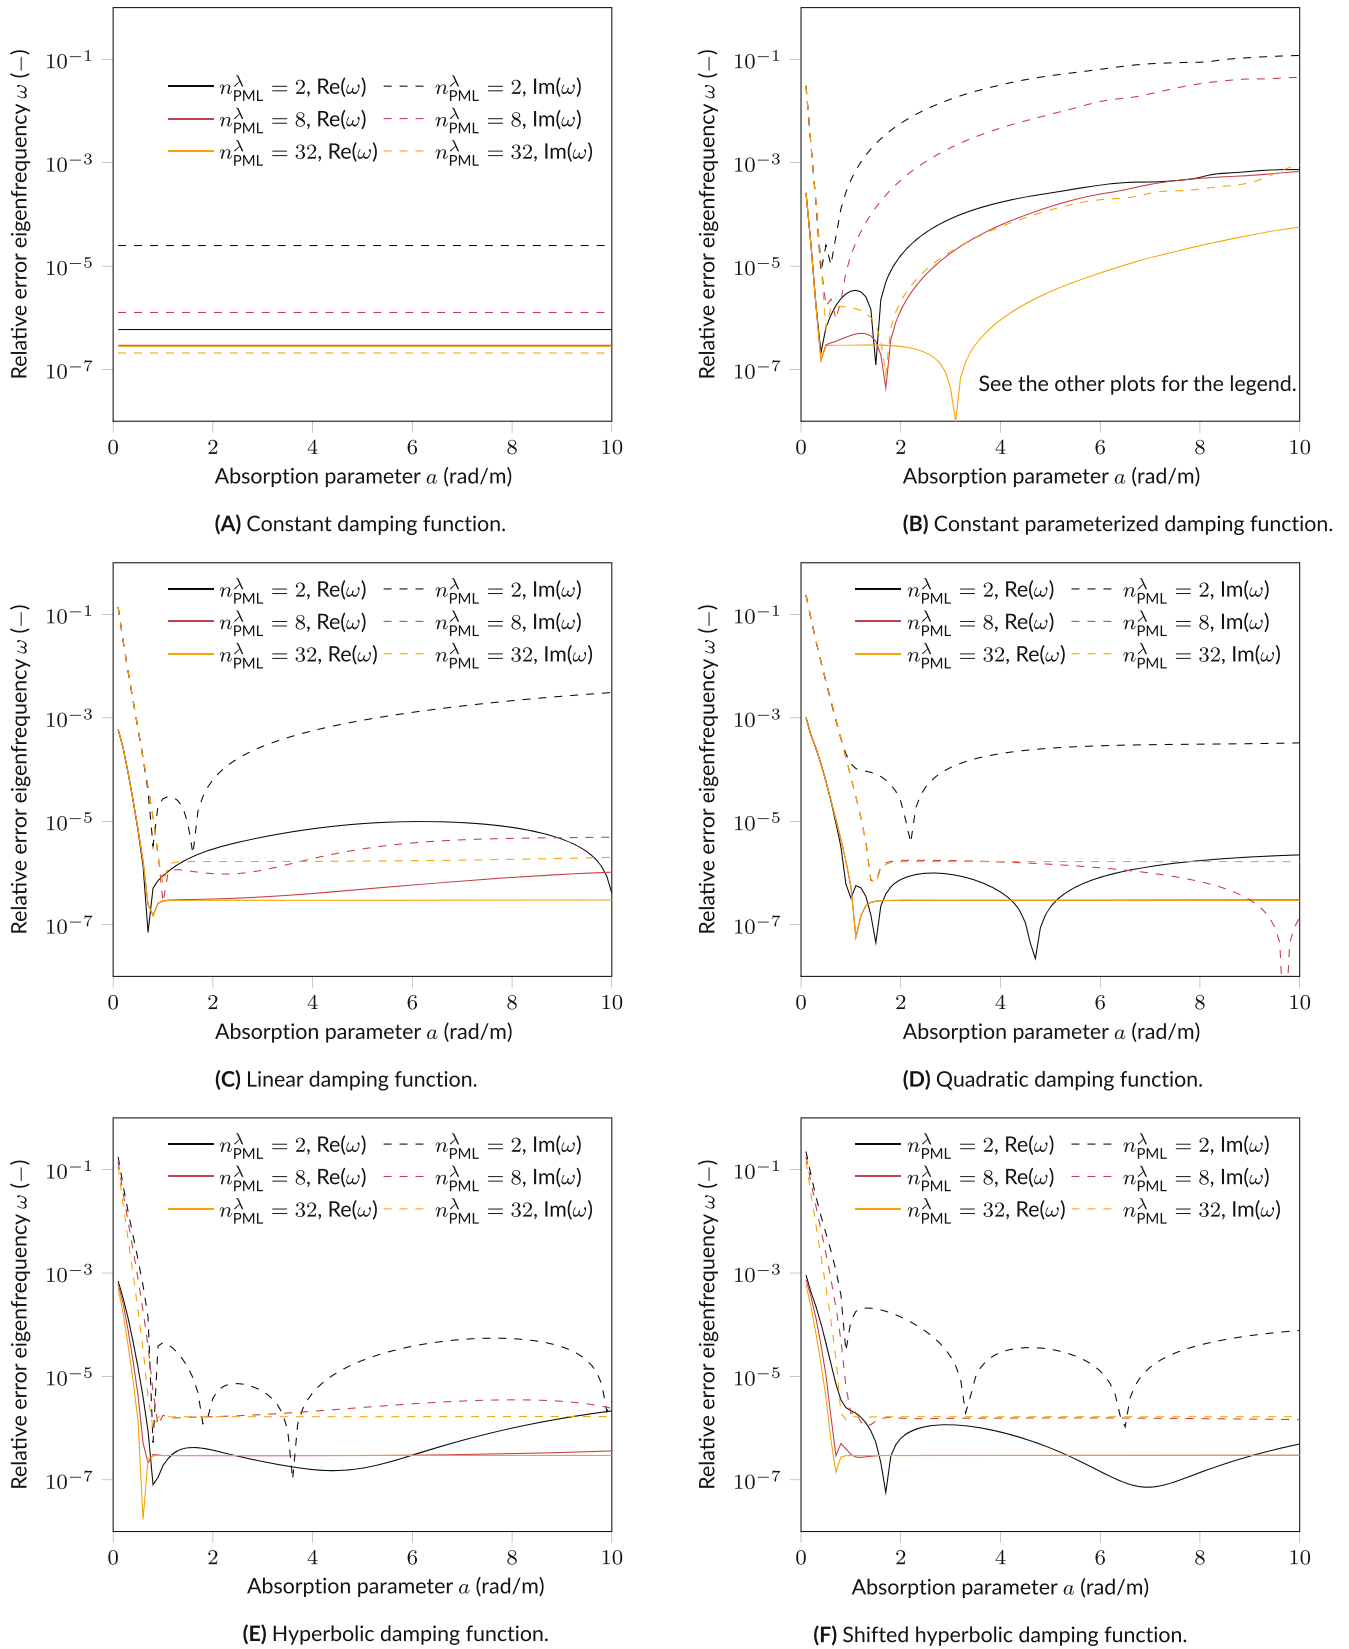 Relative error eigenfrequency ω (−)
10⁻¹
10⁻³
10⁻⁵
10⁻⁷
n^λ_PML = 2, Re(ω) n^λ_PML = 2, Im(ω)
n^λ_PML = 8, Re(ω) n^λ_PML = 8, Im(ω)
n^λ_PML = 32, Re(ω) n^λ_PML = 32, Im(ω)
0 2 4 6 8 10
Absorption parameter a (rad/m)
(A) Constant damping function.
Relative error eigenfrequency ω (−)
10⁻¹
10⁻³
10⁻⁵
10⁻⁷
See the other plots for the legend.
0 2 4 6 8 10
Absorption parameter a (rad/m)
(B) Constant parameterized damping function.
Relative error eigenfrequency ω (−)
10⁻¹
10⁻³
10⁻⁵
10⁻⁷
n^λ_PML = 2, Re(ω) n^λ_PML = 2, Im(ω)
n^λ_PML = 8, Re(ω) n^λ_PML = 8, Im(ω)
n^λ_PML = 32, Re(ω) n^λ_PML = 32, Im(ω)
0 2 4 6 8 10
Absorption parameter a (rad/m)
(C) Linear damping function.
Relative error eigenfrequency ω (−)
10⁻¹
10⁻³
10⁻⁵
10⁻⁷
n^λ_PML = 2, Re(ω) n^λ_PML = 2, Im(ω)
n^λ_PML = 8, Re(ω) n^λ_PML = 8, Im(ω)
n^λ_PML = 32, Re(ω) n^λ_PML = 32, Im(ω)
0 2 4 6 8 10
Absorption parameter a (rad/m)
(D) Quadratic damping function.
Relative error eigenfrequency ω (−)
10⁻¹
10⁻³
10⁻⁵
10⁻⁷
n^λ_PML = 2, Re(ω) n^λ_PML = 2, Im(ω)
n^λ_PML = 8, Re(ω) n^λ_PML = 8, Im(ω)
n^λ_PML = 32, Re(ω) n^λ_PML = 32, Im(ω)
0 2 4 6 8 10
Absorption parameter a (rad/m)
(E) Hyperbolic damping function.
Relative error eigenfrequency ω (−)
10⁻¹
10⁻³
10⁻⁵
10⁻⁷
n^λ_PML = 2, Re(ω) n^λ_PML = 2, Im(ω)
n^λ_PML = 8, Re(ω) n^λ_PML = 8, Im(ω)
n^λ_PML = 32, Re(ω) n^λ_PML = 32, Im(ω)
0 2 4 6 8 10
Absorption parameter a (rad/m)
(F) Shifted hyperbolic damping function.